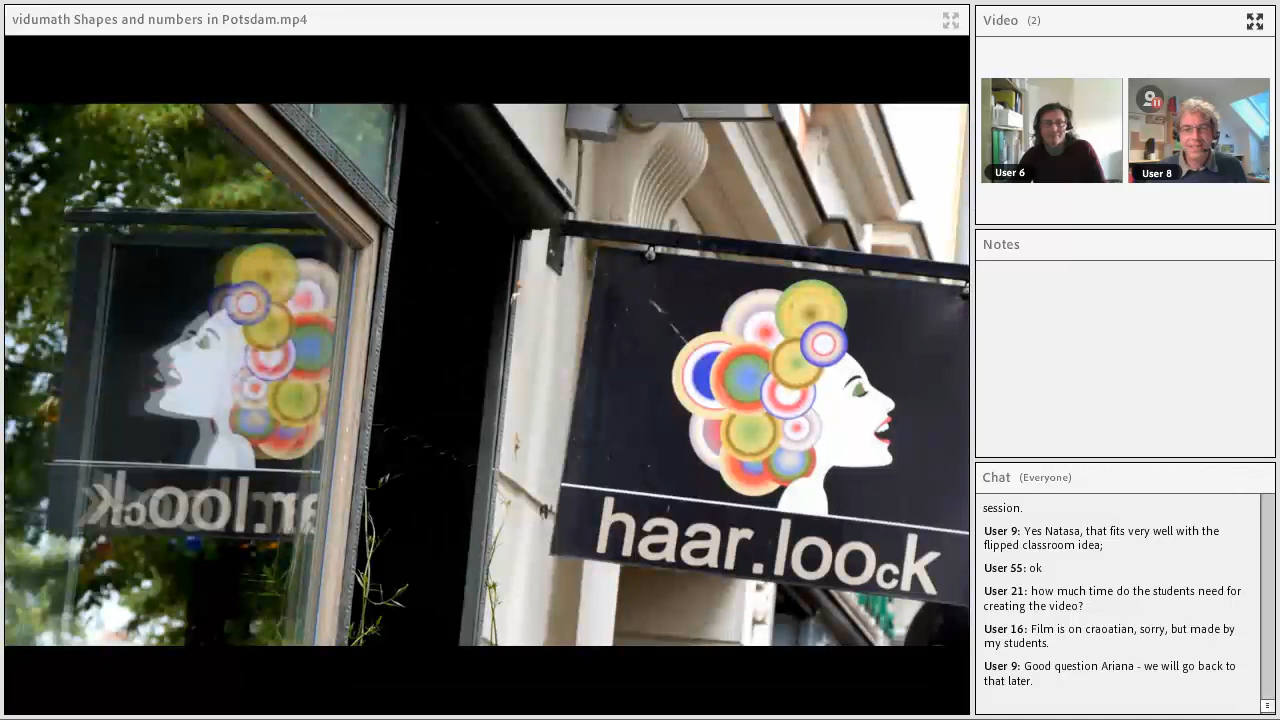 vidumath Shapes and numbers in Potsdam.mp4
haar.loock
Video (2)
User 6
User 8
Notes
Chat (Everyone)
session.
User 9: Yes Natasa, that fits very well with the
flipped classroom idea;
User 55: ok
User 21: how much time do the students need for
creating the video?
User 16: Film is on craoatian, sorry, but made by
my students.
User 9: Good question Ariana - we will go back to
that later.